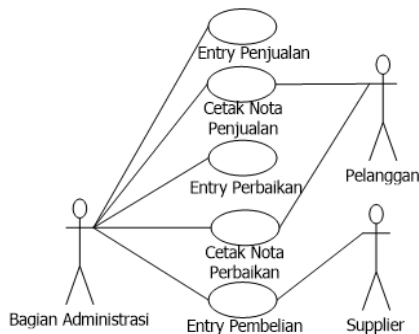 Entry Penjualan
Cetak Nota
Penjualan
Pelanggan
Entry Perbaikan
Cetak Nota
Perbaikan
Bagian Administrasi
Entry Pembelian
Supplier